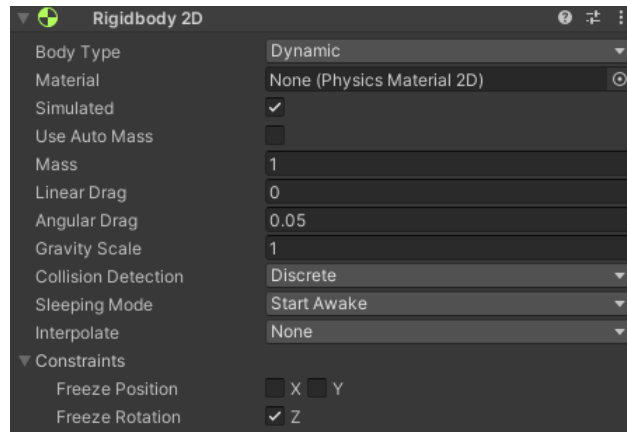 Rigidbody 2D
Body Type Dynamic
Material None (Physics Material 2D)
Simulated
Use Auto Mass
Mass 1
Linear Drag 0
Angular Drag 0.05
Gravity Scale 1
Collision Detection Discrete
Sleeping Mode Start Awake
Interpolate None
Constraints
Freeze Position X Y
Freeze Rotation Z